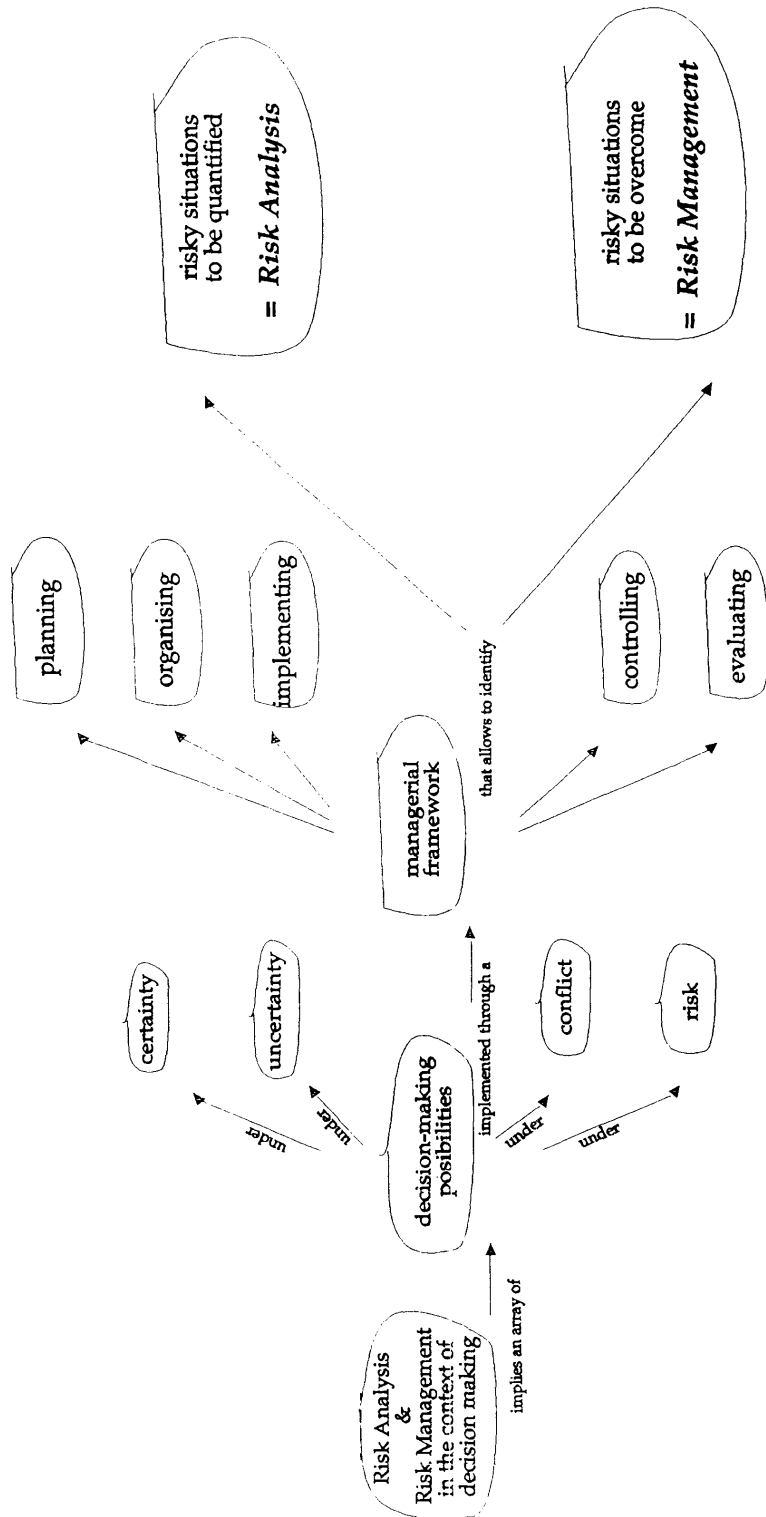 Risk Analysis
&
Risk Management
in the context of
decision making
implies an array of
decision-making
posibilities
under
certainty
under
uncertainty
under
conflict
under
risk
implemented through a
managerial
framework
planning
organising
implementing
controlling
evaluating
that allows to identify
risky situations
to be quantified
= Risk Analysis
risky situations
to be overcome
= Risk Management